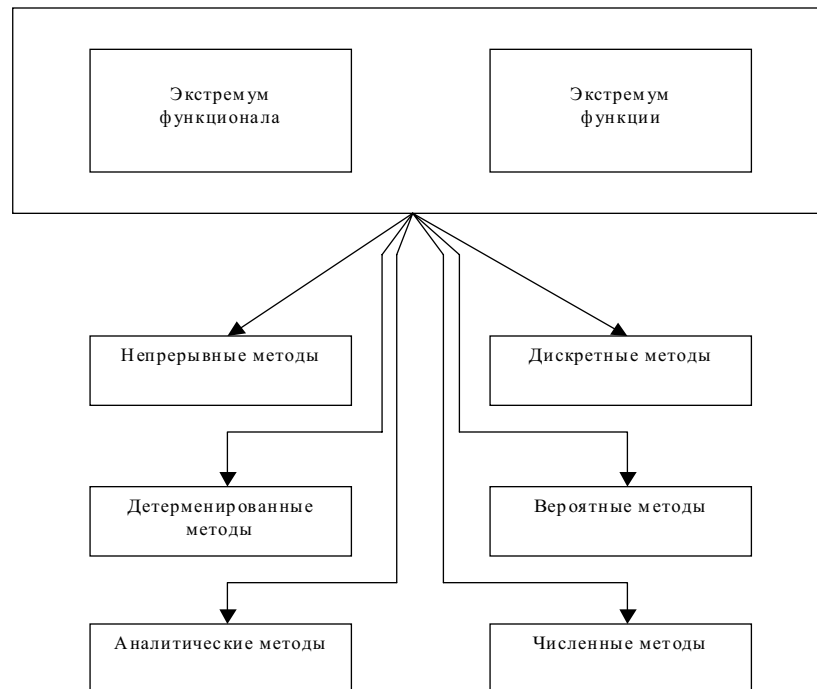 Экстремум
функционала
Экстремум
функции
Непрерывные методы
Дискретные методы
Детерменированные
методы
Вероятные методы
Аналитические методы
Численные методы